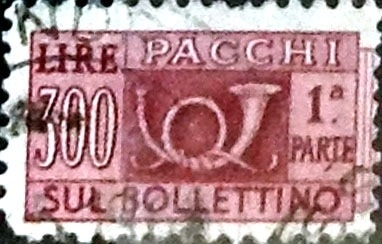 LIRE PACCHI
300 1ª
PARTE
SUL BOLLETTINO